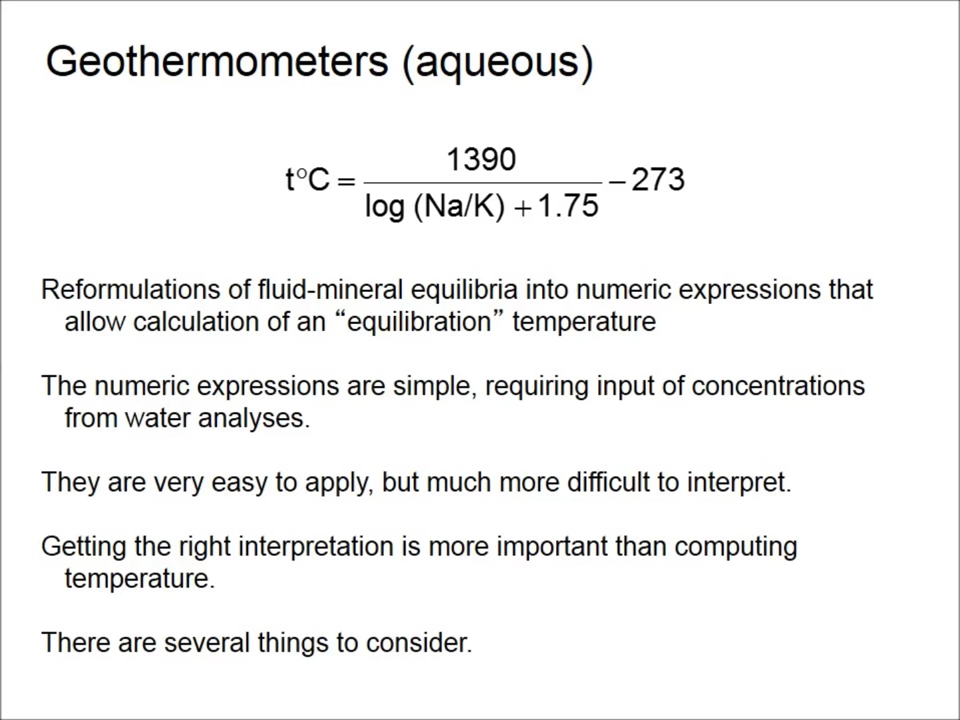 Geothermometers (aqueous)
t°C = 1390 / log (Na/K) + 1.75 − 273
Reformulations of fluid-mineral equilibria into numeric expressions that
allow calculation of an “equilibration” temperature
The numeric expressions are simple, requiring input of concentrations
from water analyses.
They are very easy to apply, but much more difficult to interpret.
Getting the right interpretation is more important than computing
temperature.
There are several things to consider.